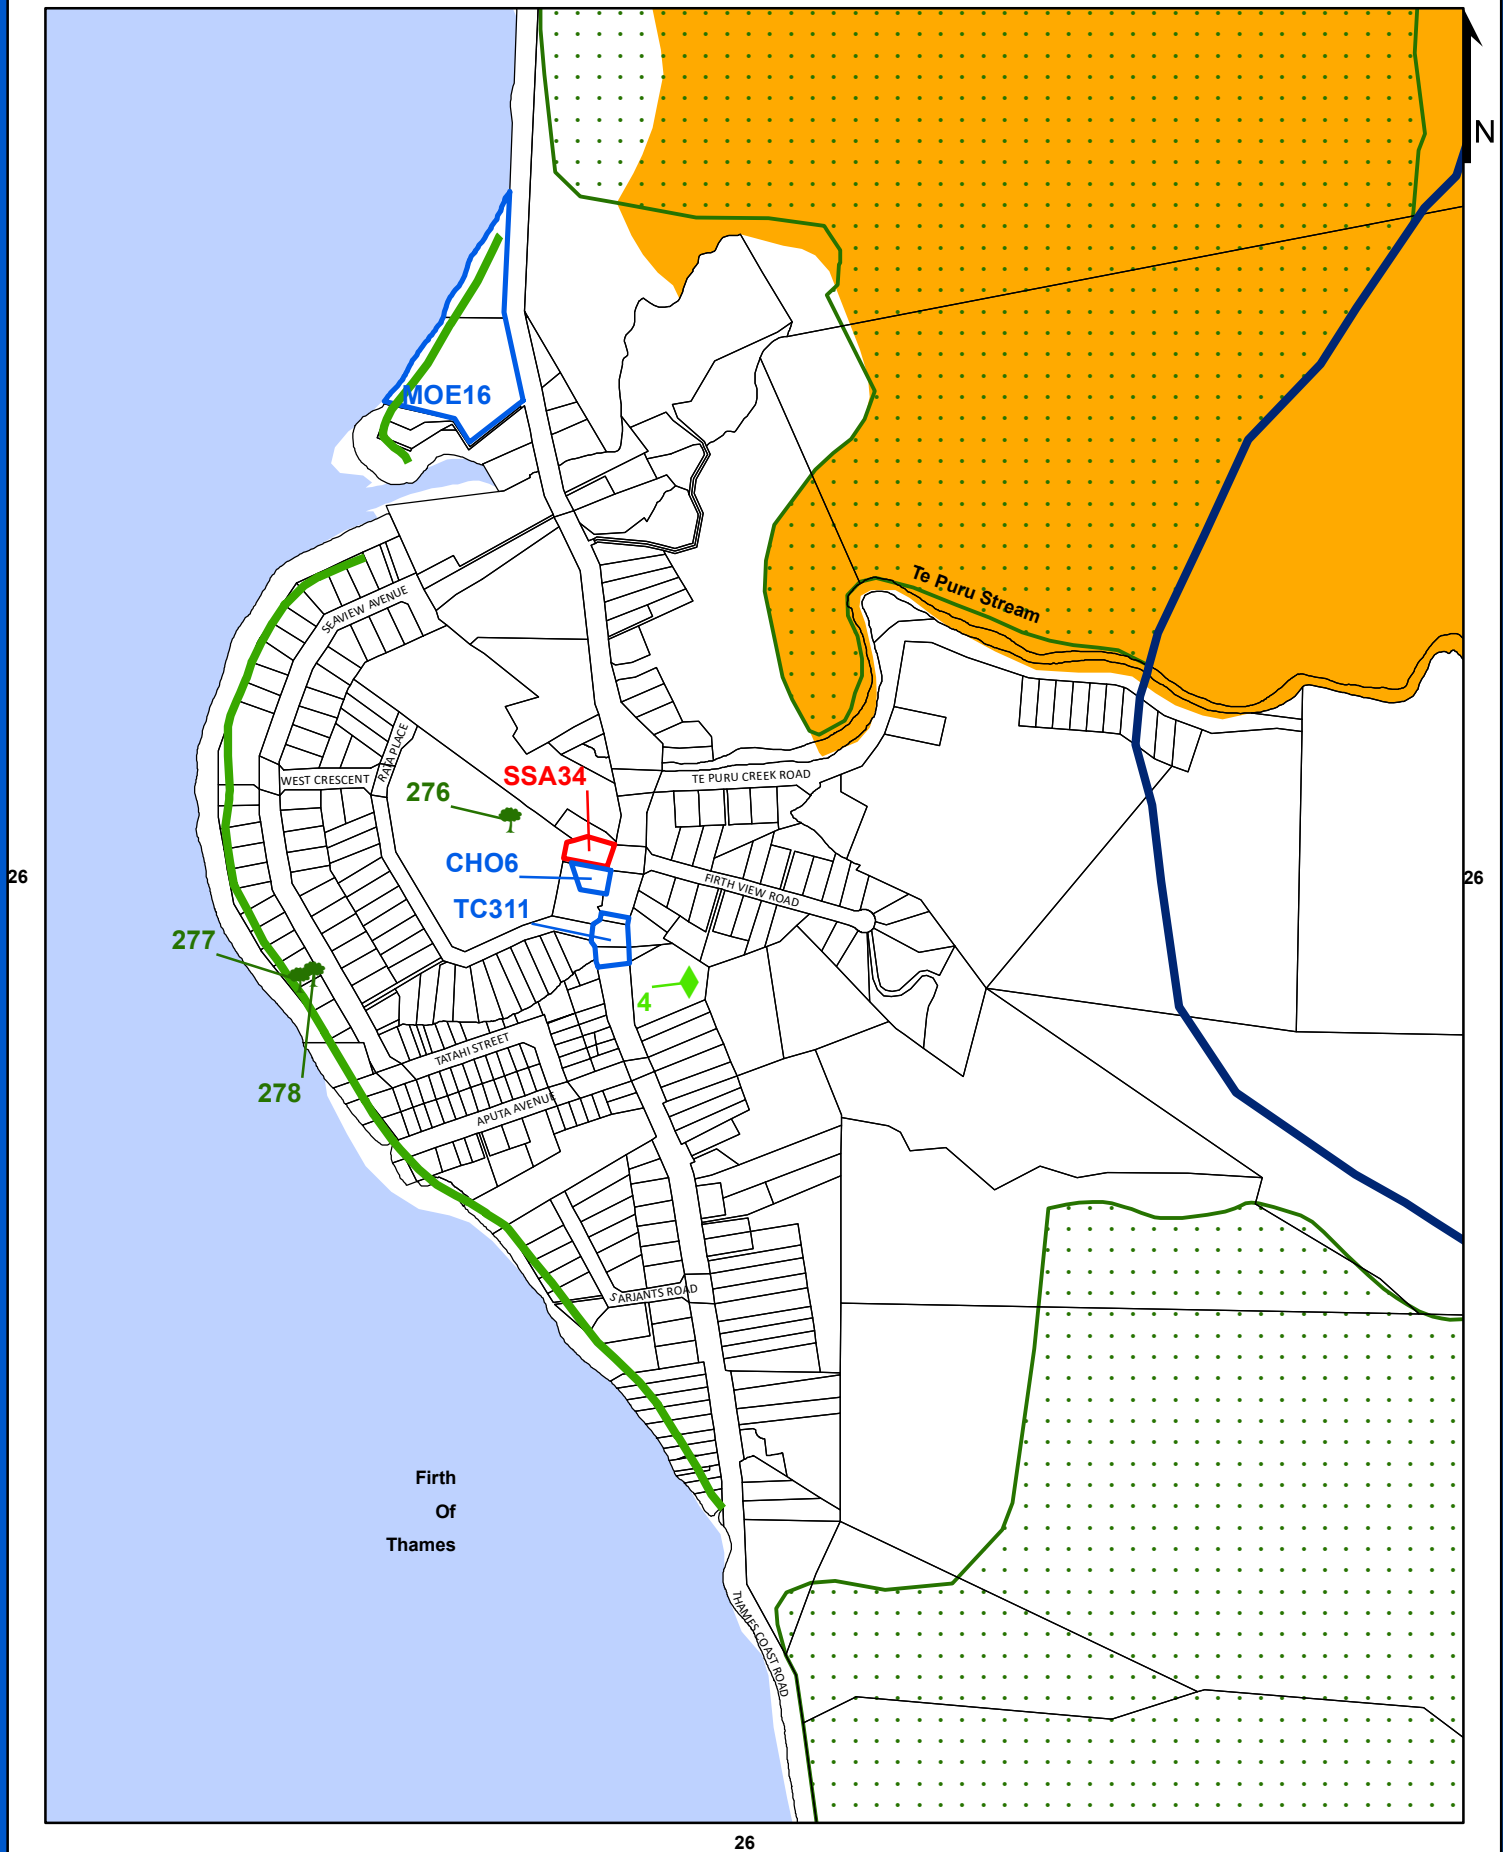 N
MOE16
Te Puru Stream
SEAVIEW AVENUE
RATA PLACE
WEST CRESCENT
SSA34
TE PURU CREEK ROAD
276
CHO6
26
26
FIRTH VIEW ROAD
TC311
277
4
278
TATAHI STREET
APUTA AVENUE
SARJANTS ROAD
Firth
Of
Thames
THAMES COAST ROAD
26